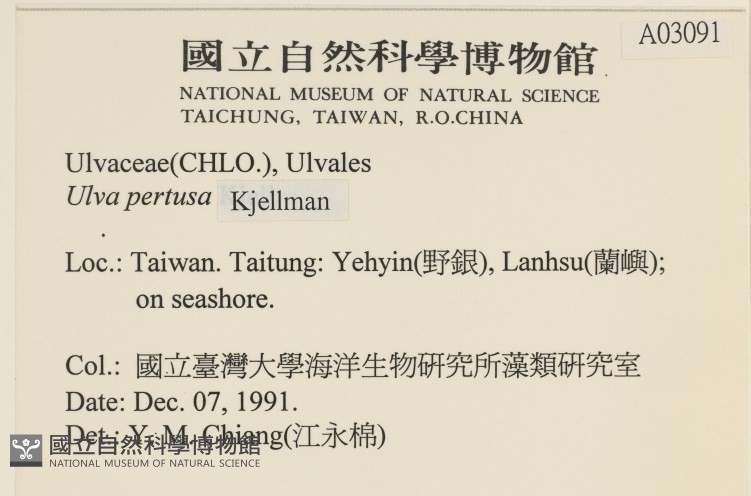 A03091
國立自然科學博物館
NATIONAL MUSEUM OF NATURAL SCIENCE
TAICHUNG, TAIWAN, R.O.CHINA
Ulvaceae(CHLO.), Ulvales
Ulva pertusa Kjellman
Loc.: Taiwan. Taitung: Yehyin(野銀), Lanhsu(蘭嶼);
on seashore.
Col.: 國立臺灣大學海洋生物研究所藻類研究室
Date: Dec. 07, 1991.
Det.: Y. M. Chiang(江永棉)
國立自然科學博物館
NATIONAL MUSEUM OF NATURAL SCIENCE